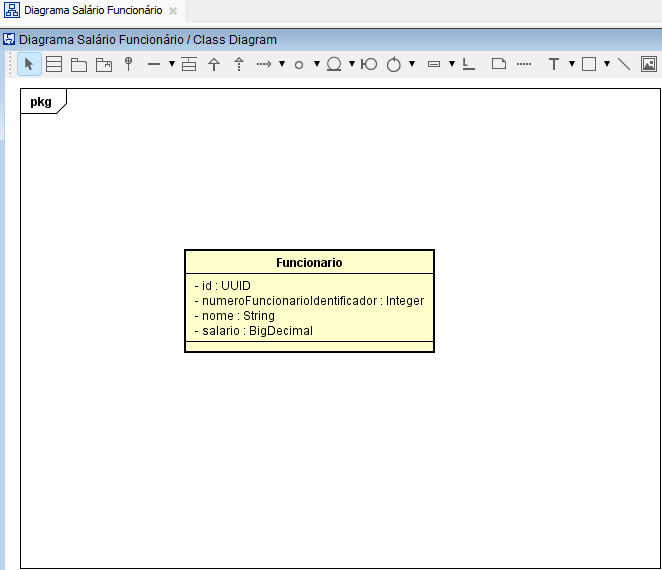 Diagrama Salário Funcionário
Diagrama Salário Funcionário / Class Diagram
T
pkg
Funcionario
- id : UUID
- numeroFuncionarioIdentificador : Integer
- nome : String
- salario : BigDecimal